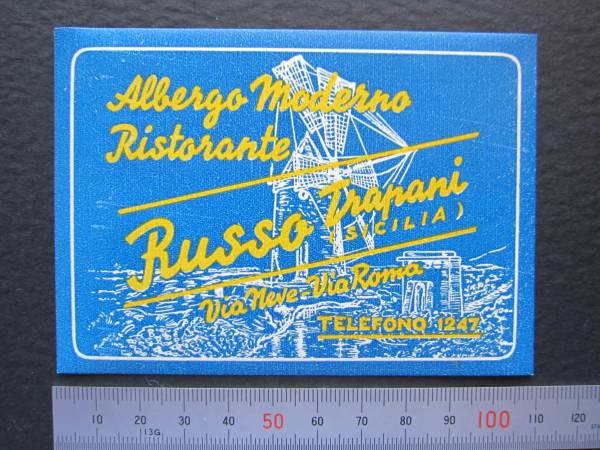 Albergo Moderno
Ristorante
Russo Trapani
(SICILIA)
Via Neve - Via Roma
TELEFONO 1247
10 20 30 40 50 60 70 80 90 100 110 120
13G